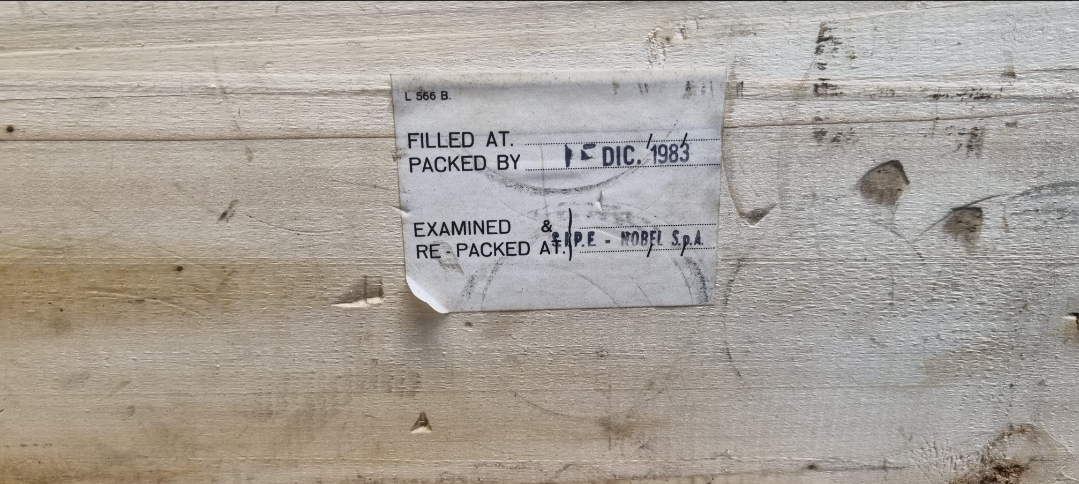 L 566 B.
FILLED AT.
PACKED BY DIC. 1983
EXAMINED &
RE-PACKED AT. NOBEL S.p.A.